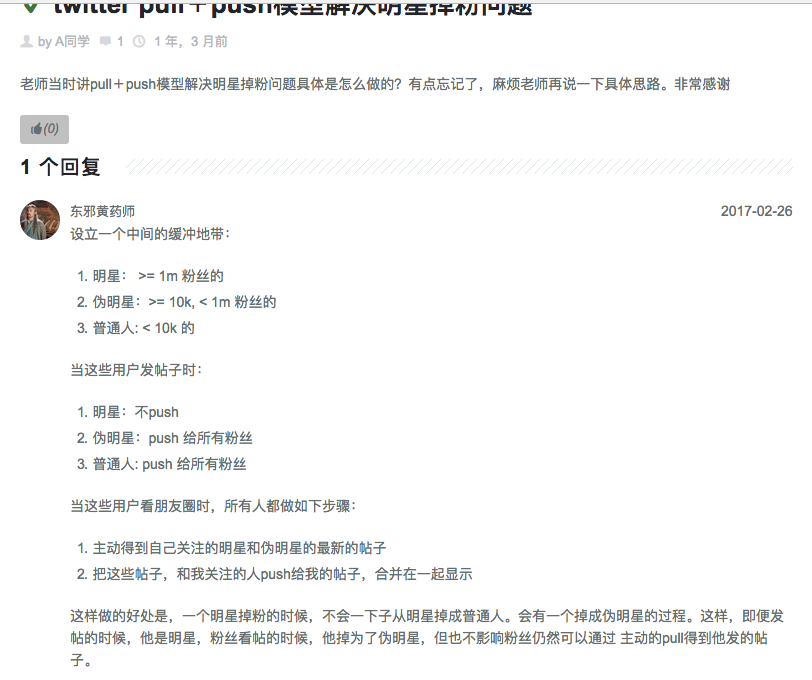 twitter pull＋push模型解决明星掉粉问题
by A同学 1 1 年，3 月前
老师当时讲pull＋push模型解决明星掉粉问题具体是怎么做的？有点忘记了，麻烦老师再说一下具体思路。非常感谢
(0)
1 个回复
东邪黄药师 2017-02-26
设立一个中间的缓冲地带：
1. 明星： >= 1m 粉丝的
2. 伪明星：>= 10k, < 1m 粉丝的
3. 普通人: < 10k 的
当这些用户发帖子时：
1. 明星：不push
2. 伪明星：push 给所有粉丝
3. 普通人: push 给所有粉丝
当这些用户看朋友圈时，所有人都做如下步骤：
1. 主动得到自己关注的明星和伪明星的最新的帖子
2. 把这些帖子，和我关注的人push给我的帖子，合并在一起显示
这样做的好处是，一个明星掉粉的时候，不会一下子从明星掉成普通人。会有一个掉成伪明星的过程。这样，即便发
帖的时候，他是明星，粉丝看帖的时候，他掉为了伪明星，但也不影响粉丝仍然可以通过 主动的pull得到他发的帖
子。